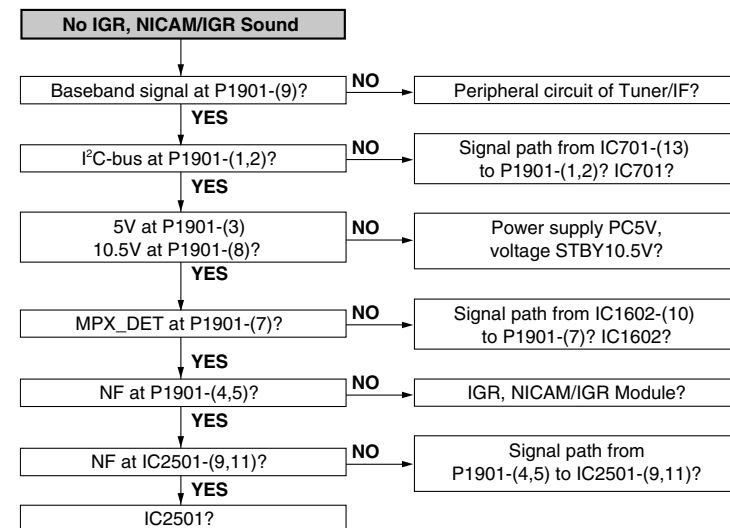 No IGR, NICAM/IGR Sound
Baseband signal at P1901-(9)?
NO
Peripheral circuit of Tuner/IF?
YES
I²C-bus at P1901-(1,2)?
NO
Signal path from IC701-(13)
to P1901-(1,2)? IC701?
YES
5V at P1901-(3)
10.5V at P1901-(8)?
NO
Power supply PC5V,
voltage STBY10.5V?
YES
MPX_DET at P1901-(7)?
NO
Signal path from IC1602-(10)
to P1901-(7)? IC1602?
YES
NF at P1901-(4,5)?
NO
IGR, NICAM/IGR Module?
YES
NF at IC2501-(9,11)?
NO
Signal path from
P1901-(4,5) to IC2501-(9,11)?
YES
IC2501?